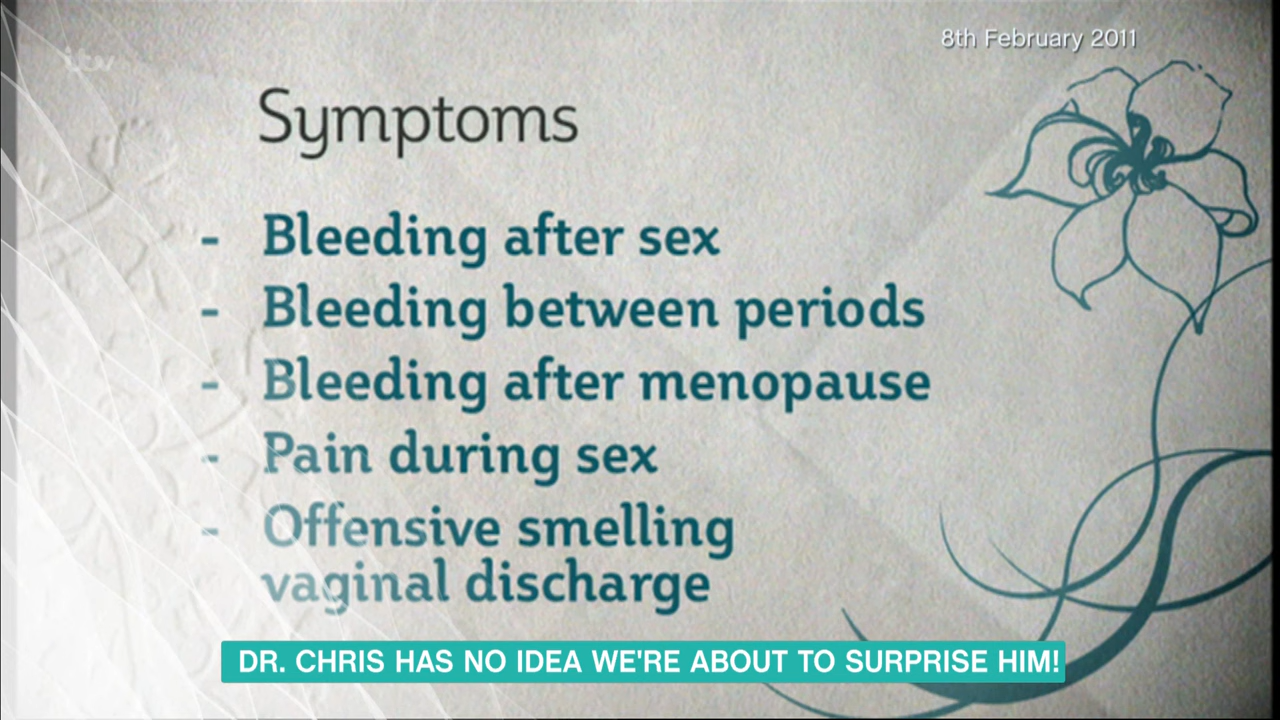 itv
8th February 2011
Symptoms
- Bleeding after sex
- Bleeding between periods
- Bleeding after menopause
- Pain during sex
- Offensive smelling
vaginal discharge
DR. CHRIS HAS NO IDEA WE'RE ABOUT TO SURPRISE HIM!